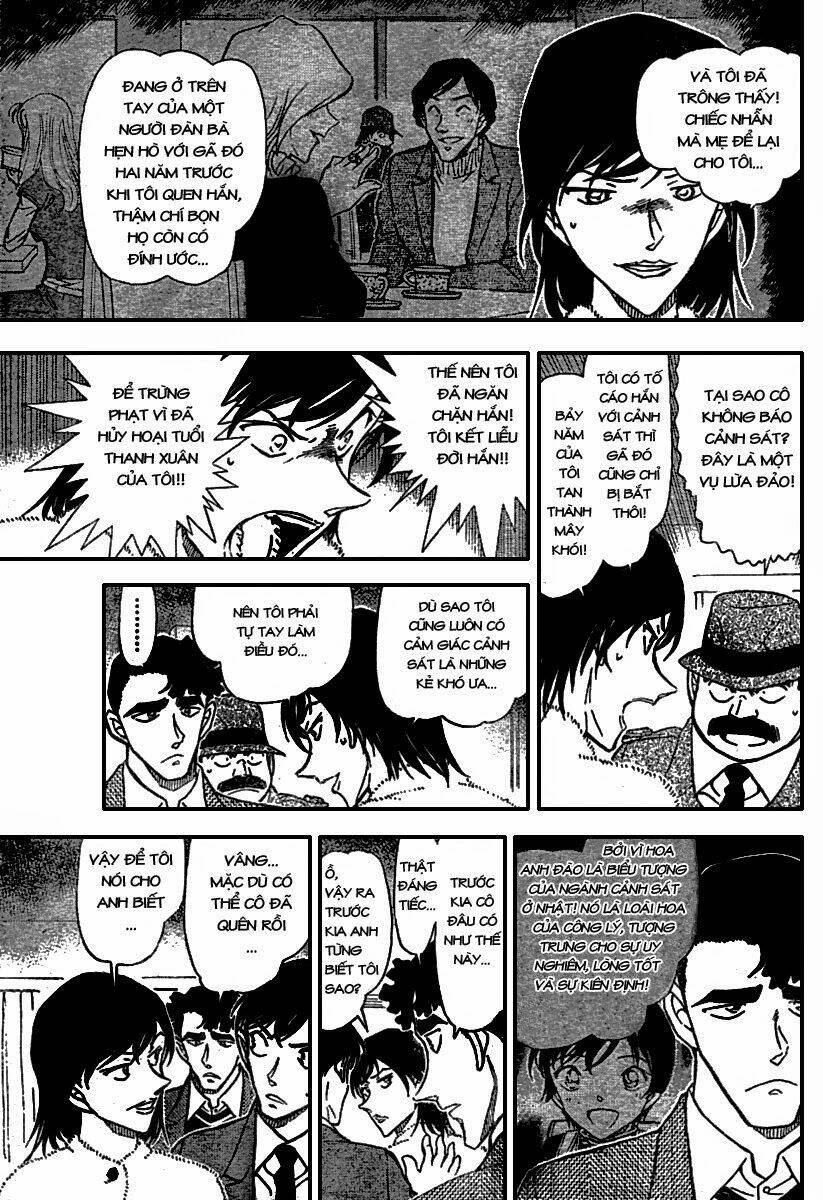 VÀ TÔI ĐÃ
TRÔNG THẤY!
CHIẾC NHẪN
MÀ MẸ ĐỂ LẠI
CHO TÔI...
ĐANG Ở TRÊN
TAY CỦA MỘT
NGƯỜI ĐÀN BÀ
HẸN HÒ VỚI GÃ ĐÓ
HAI NĂM TRƯỚC
KHI TÔI QUEN HẮN,
THẬM CHÍ BỌN
HỌ CÒN CÓ
ĐÍNH ƯỚC...
TẠI SAO CÔ
KHÔNG BÁO
CẢNH SÁT?
ĐÂY LÀ MỘT
VỤ LỪA ĐẢO!
TÔI CÓ TỐ
CÁO HẮN
VỚI CẢNH
SÁT THÌ
GÃ ĐÓ
CŨNG CHỈ
BỊ BẮT
THÔI!
BẢY
NĂM
CỦA
TÔI
TAN
THÀNH
MÂY
KHÓI!
THẾ NÊN TÔI
ĐÃ NGĂN
CHẶN HẮN!
TÔI KẾT LIỄU
ĐỜI HẮN!!
ĐỂ TRỪNG
PHẠT VÌ ĐÃ
HỦY HOẠI TUỔI
THANH XUÂN
CỦA TÔI!!
DÙ SAO TÔI
CŨNG LUÔN CÓ
CẢM GIÁC CẢNH
SÁT LÀ NHỮNG
KẺ KHÓ ƯA...
NÊN TÔI PHẢI
TỰ TAY LÀM
ĐIỀU ĐÓ...
.........
BỞI VÌ HOA
ANH ĐÀO LÀ BIỂU TƯỢNG
CỦA NGÀNH CẢNH SÁT
Ở NHẬT! NÓ LÀ LOÀI HOA
CỦA CÔNG LÝ, TƯỢNG
TRƯNG CHO SỰ UY
NGHIÊM, LÒNG TỐT
VÀ SỰ KIÊN ĐỊNH!
TRƯỚC
KIA CÔ
ĐÂU CÓ
NHƯ THẾ
NÀY...
THẬT
ĐÁNG
TIẾC...
Ồ,
VẬY RA
TRƯỚC
KIA ANH
TỪNG
BIẾT TÔI
SAO?
VÂNG...
MẶC DÙ CÓ
THỂ CÔ ĐÃ
QUÊN RỒI
...
VẬY ĐỂ TÔI
NÓI CHO
ANH BIẾT
...